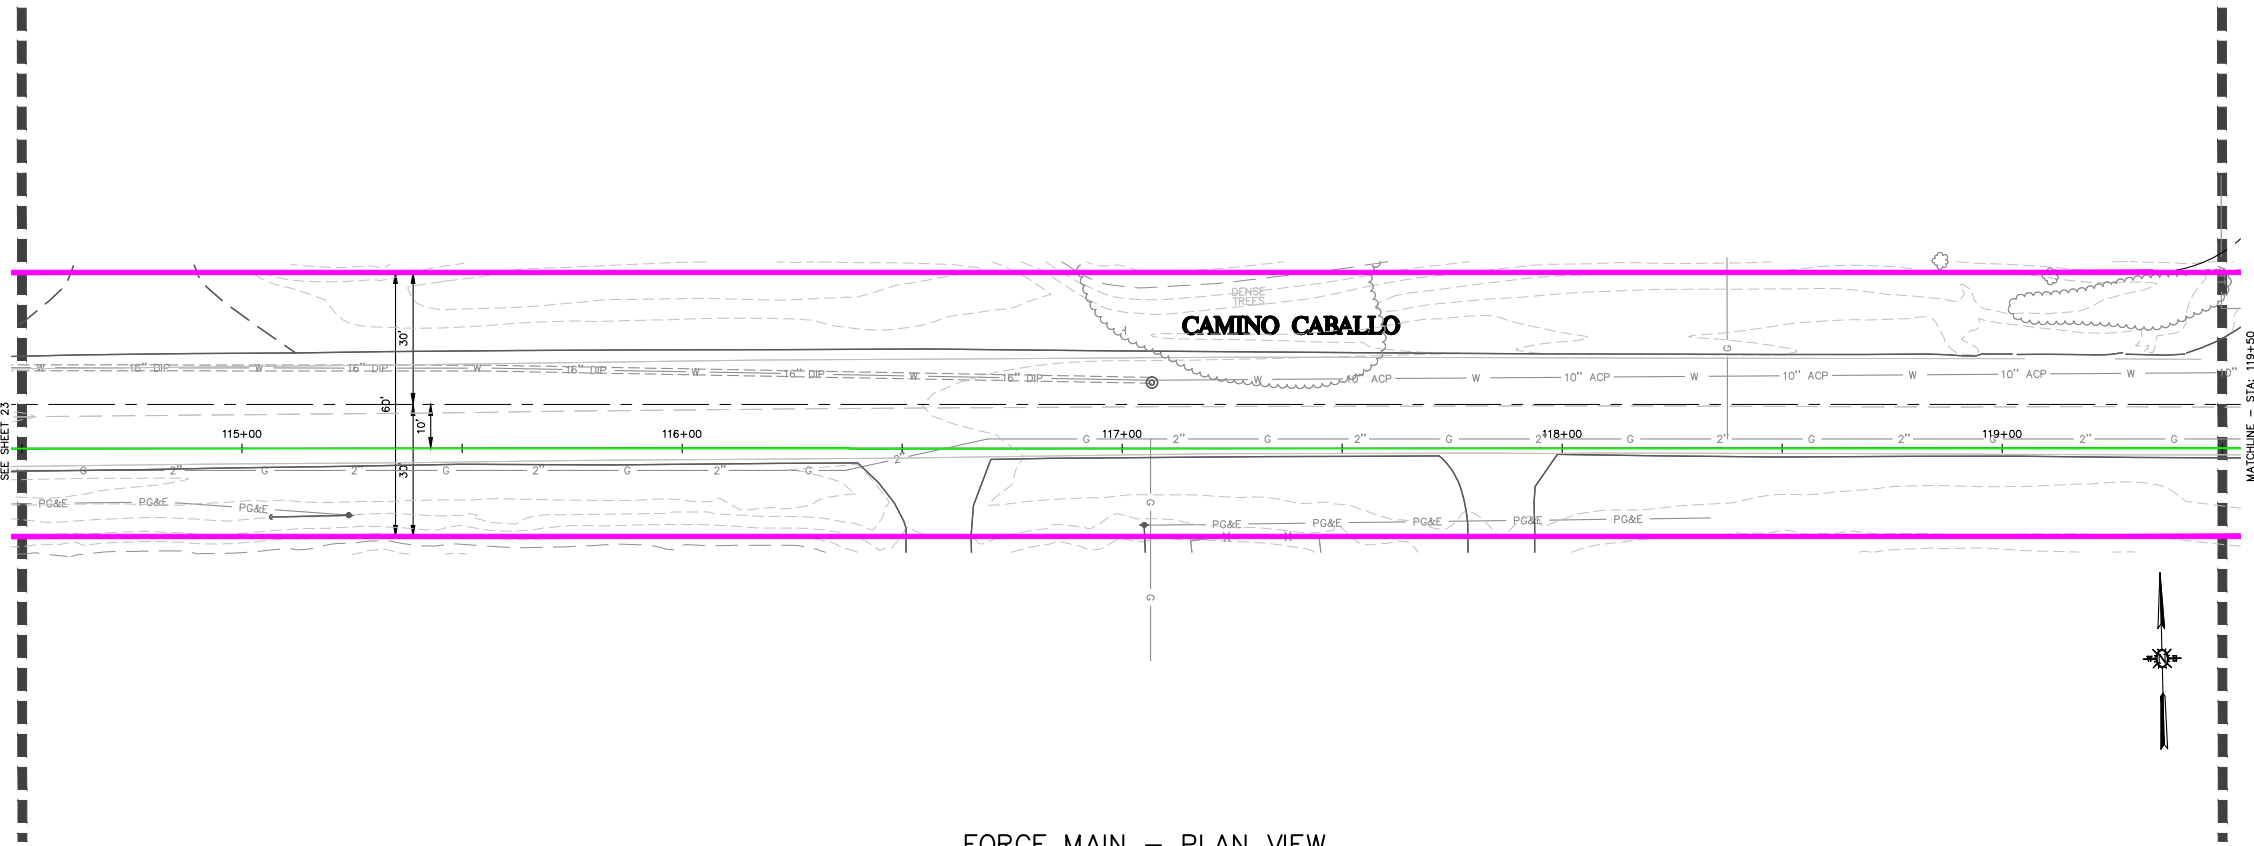 DENSE
TREES
CAMINO CABALLO
30'
60'
10'
30'
W 16" DIP W 16" DIP W 16" DIP W 16" DIP W 16" DIP W 10" ACP W 10" ACP W 10" ACP W 10" ACP W 10"
G
SEE SHEET 23
MATCHLINE - STA: 119+50
115+00 116+00 117+00 118+00 119+00
G 2" G 2" G 2" G 2" G 2" G 2" G
G 2" G 2" G 2" G 2" G 2"
PG&E PG&E PG&E
G
PG&E PG&E PG&E PG&E PG&E
X X
G
N
FORCE MAIN - PLAN VIEW